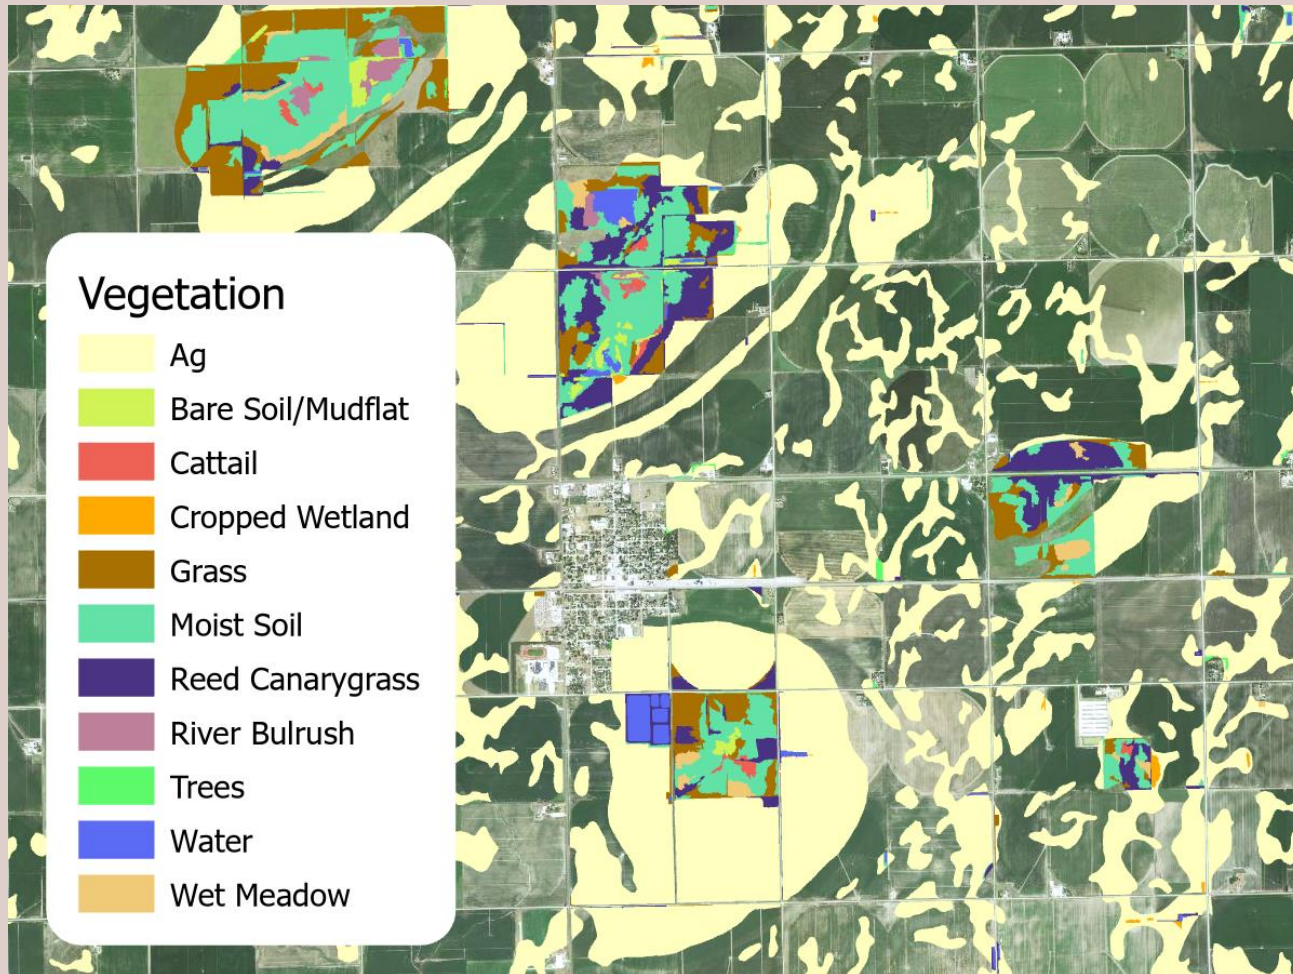 Vegetation
Ag
Bare Soil/Mudflat
Cattail
Cropped Wetland
Grass
Moist Soil
Reed Canarygrass
River Bulrush
Trees
Water
Wet Meadow